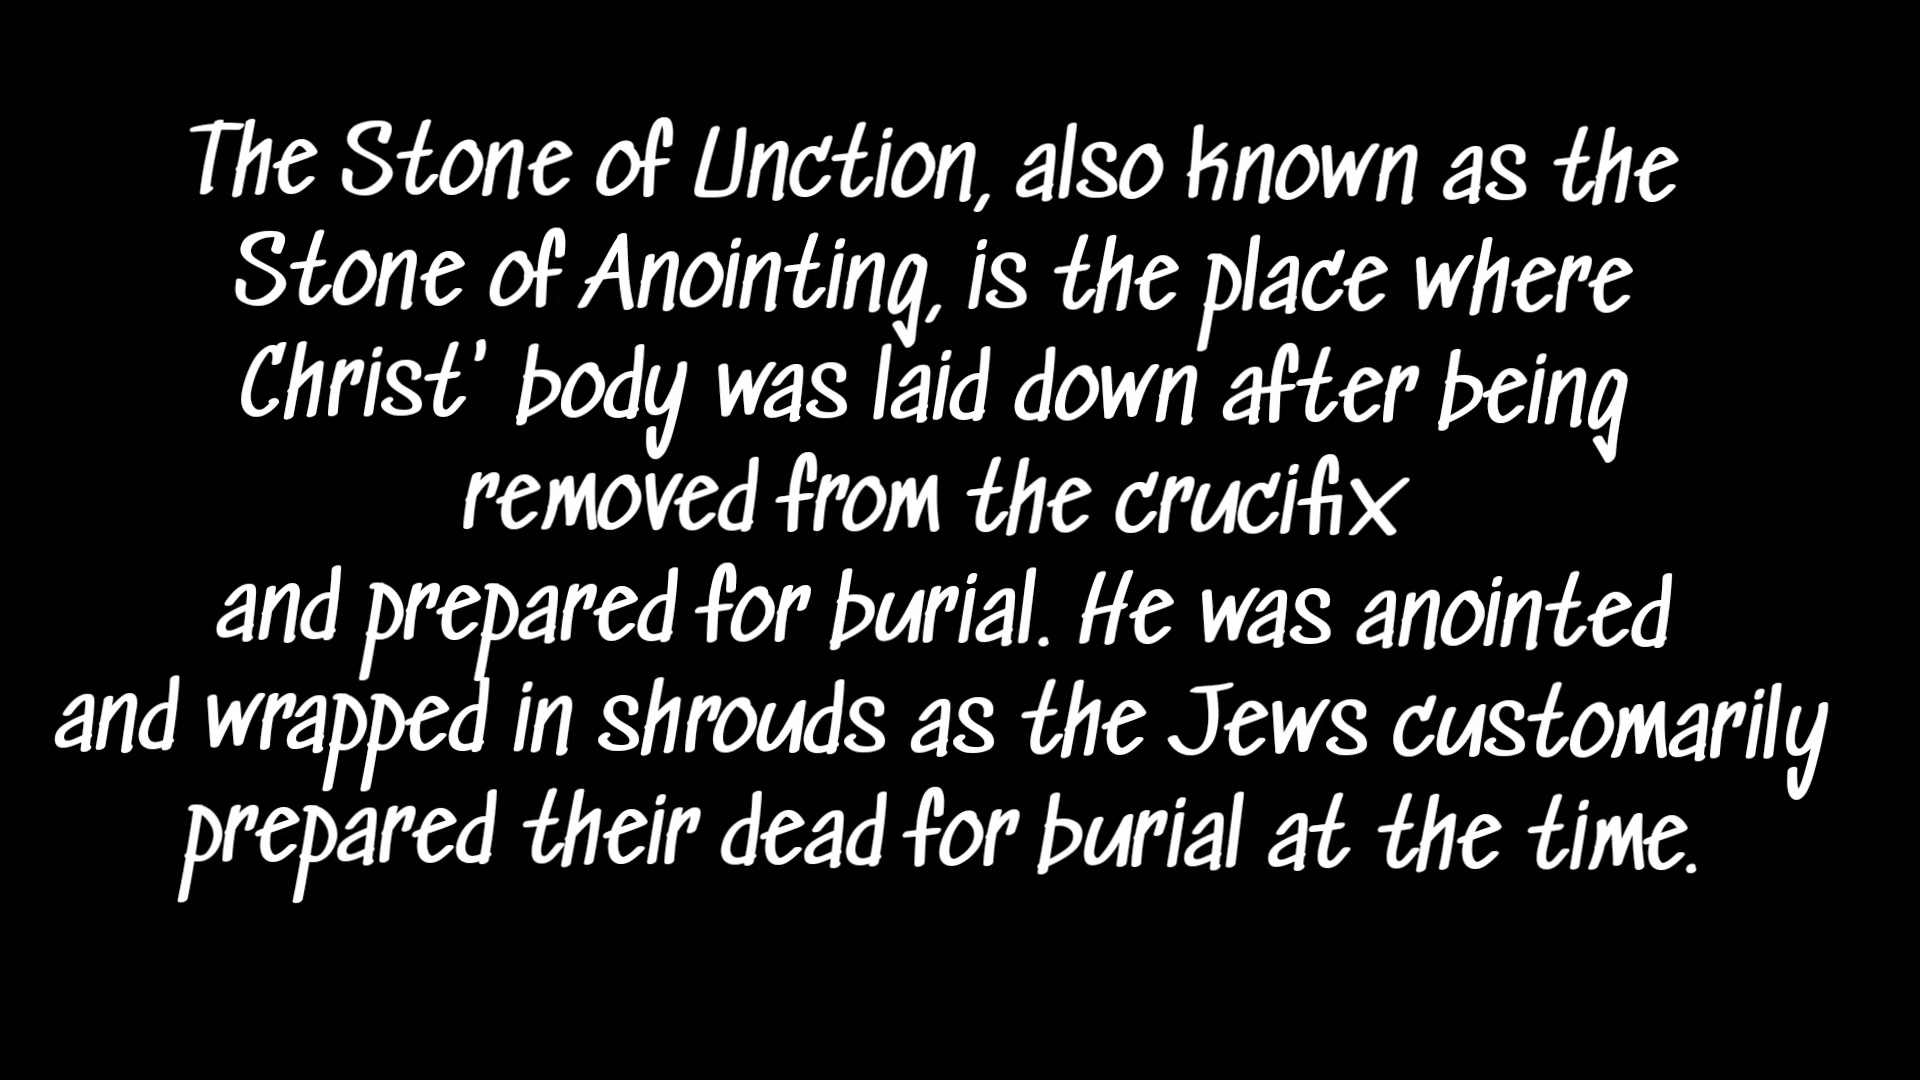 The Stone of Unction, also known as the
Stone of Anointing, is the place where
Christ' body was laid down after being
removed from the crucifix
and prepared for burial. He was anointed
and wrapped in shrouds as the Jews customarily
prepared their dead for burial at the time.